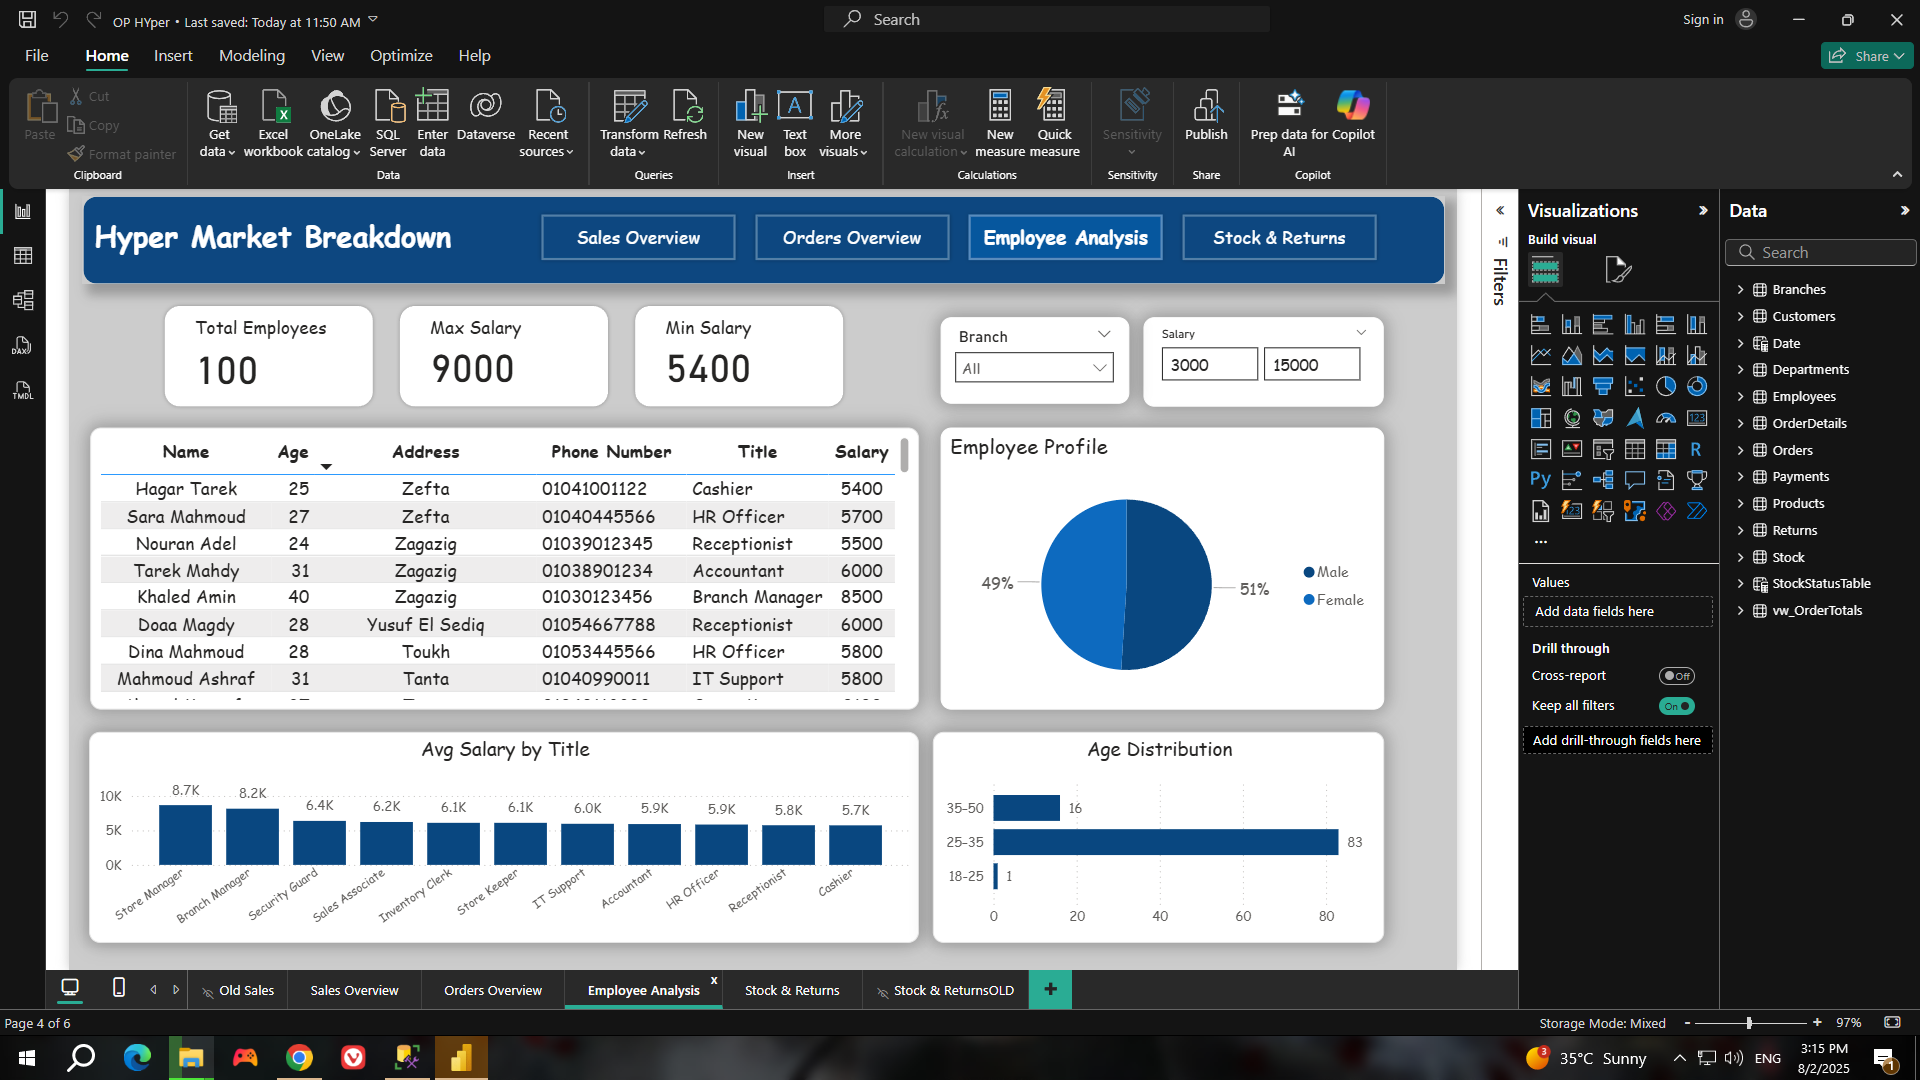 OP HYper • Last saved: Today at 11:50 AM
Search
Sign in
File
Home
Insert
Modeling
View
Optimize
Help
Share
Paste
Cut
Copy
Format painter
Clipboard
Get data
Excel workbook
OneLake catalog
SQL Server
Enter data
Dataverse
Recent sources
Data
Transform data
Refresh
Queries
New visual
Text box
More visuals
Insert
New visual calculation
New measure
Quick measure
Calculations
Sensitivity
Sensitivity
Publish
Share
Prep data for AI
Copilot
Copilot
Hyper Market Breakdown
Sales Overview
Orders Overview
Employee Analysis
Stock & Returns
Total Employees
100
Max Salary
9000
Min Salary
5400
Branch
All
Salary
3000 15000
Name Age Address Phone Number Title Salary
Hagar Tarek 25 Zefta 01041001122 Cashier 5400
Sara Mahmoud 27 Zefta 01040445566 HR Officer 5700
Nouran Adel 24 Zagazig 01039012345 Receptionist 5500
Tarek Mahdy 31 Zagazig 01038901234 Accountant 6000
Khaled Amin 40 Zagazig 01030123456 Branch Manager 8500
Doaa Magdy 28 Yusuf El Sediq 01054667788 Receptionist 6000
Dina Mahmoud 28 Toukh 01053445566 HR Officer 5800
Mahmoud Ashraf 31 Tanta 01040990011 IT Support 5800
Employee Profile
49%
51%
Male
Female
Avg Salary by Title
10K
5K
0K
8.7K 8.2K 6.4K 6.2K 6.1K 6.1K 6.0K 5.9K 5.9K 5.8K 5.7K
Store Manager
Branch Manager
Security Guard
Sales Associate
Inventory Clerk
Store Keeper
IT Support
Accountant
HR Officer
Receptionist
Cashier
Age Distribution
35-50 16
25-35 83
18-25 1
0 20 40 60 80
Filters
Visualizations
Build visual
Values
Add data fields here
Drill through
Cross-report Off
Keep all filters On
Add drill-through fields here
Data
Search
Branches
Customers
Date
Departments
Employees
OrderDetails
Orders
Payments
Products
Returns
Stock
StockStatusTable
vw_OrderTotals
DAX
TMDL
R
Py
123
123
Old Sales
Sales Overview
Orders Overview
Employee Analysis
x
Stock & Returns
Stock & ReturnsOLD
+
Page 4 of 6
Storage Mode: Mixed
- + 97%
3
35°C Sunny
ENG
3:15 PM
8/2/2025
1